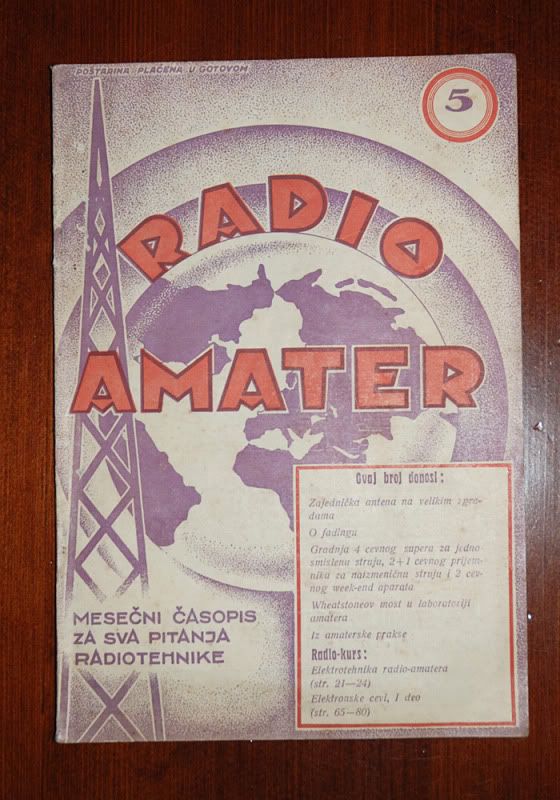 POŠTARINA PLAĆENA U GOTOVOM
5
RADIO
AMATER
Ovaj broj donosi:
Zajednička antena na velikim zgra-
dama
O fadingu
Gradnja 4 cevnog supera za jedno-
smislenu struju, 2+1 cevnog prijem-
nika za naizmeničnu struju i 2 cev-
nog week-end aparata
Wheatstoneov most u laboratoriji
amatera
Iz amaterske prakse
Radio-kurs:
Elektrotehnika radio-amatera
(str. 21—24)
Elektronske cevi, I deo
(str. 65—80)
MESEČNI ČASOPIS
ZA SVA PITANJA
RADIOTEHNIKE